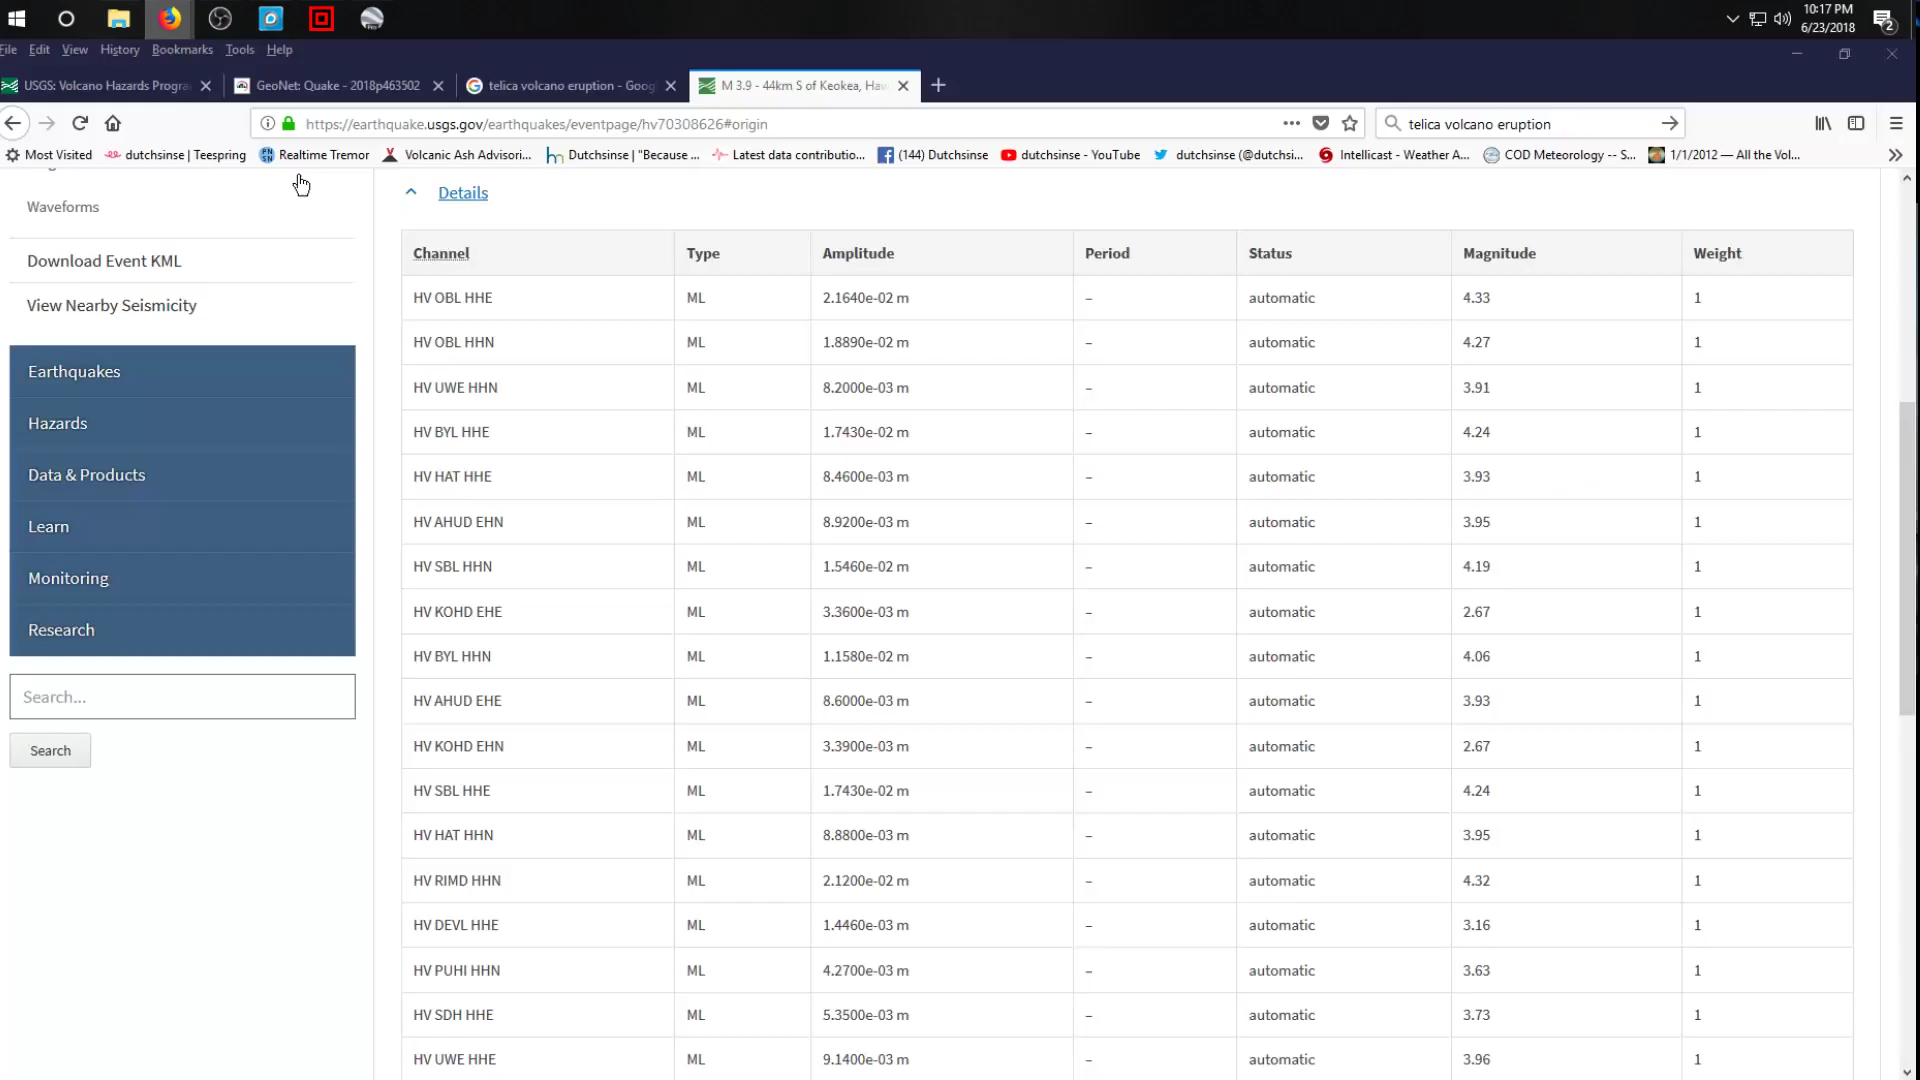 10:17 PM
6/23/2018
2
File Edit View History Bookmarks Tools Help
USGS: Volcano Hazards Progra
GeoNet: Quake - 2018p463502
telica volcano eruption - Goog
M 3.9 - 44km S of Keokea, Haw
https://earthquake.usgs.gov/earthquakes/eventpage/hv70308626#origin
telica volcano eruption
Most Visited
dutchsinse | Teespring
Realtime Tremor
Volcanic Ash Advisori...
Dutchsinse | "Because ...
Latest data contributio...
(144) Dutchsinse
dutchsinse - YouTube
dutchsinse (@dutchsi...
Intellicast - Weather A...
COD Meteorology -- S...
1/1/2012 — All the Vol...
Waveforms
Download Event KML
View Nearby Seismicity
Earthquakes
Hazards
Data & Products
Learn
Monitoring
Research
Search...
Search
Details
Channel Type Amplitude Period Status Magnitude Weight
HV OBL HHE ML 2.1640e-02 m – automatic 4.33 1
HV OBL HHN ML 1.8890e-02 m – automatic 4.27 1
HV UWE HHN ML 8.2000e-03 m – automatic 3.91 1
HV BYL HHE ML 1.7430e-02 m – automatic 4.24 1
HV HAT HHE ML 8.4600e-03 m – automatic 3.93 1
HV AHUD EHN ML 8.9200e-03 m – automatic 3.95 1
HV SBL HHN ML 1.5460e-02 m – automatic 4.19 1
HV KOHD EHE ML 3.3600e-03 m – automatic 2.67 1
HV BYL HHN ML 1.1580e-02 m – automatic 4.06 1
HV AHUD EHE ML 8.6000e-03 m – automatic 3.93 1
HV KOHD EHN ML 3.3900e-03 m – automatic 2.67 1
HV SBL HHE ML 1.7430e-02 m – automatic 4.24 1
HV HAT HHN ML 8.8800e-03 m – automatic 3.95 1
HV RIMD HHN ML 2.1200e-02 m – automatic 4.32 1
HV DEVL HHE ML 1.4460e-03 m – automatic 3.16 1
HV PUHI HHN ML 4.2700e-03 m – automatic 3.63 1
HV SDH HHE ML 5.3500e-03 m – automatic 3.73 1
HV UWE HHE ML 9.1400e-03 m – automatic 3.96 1